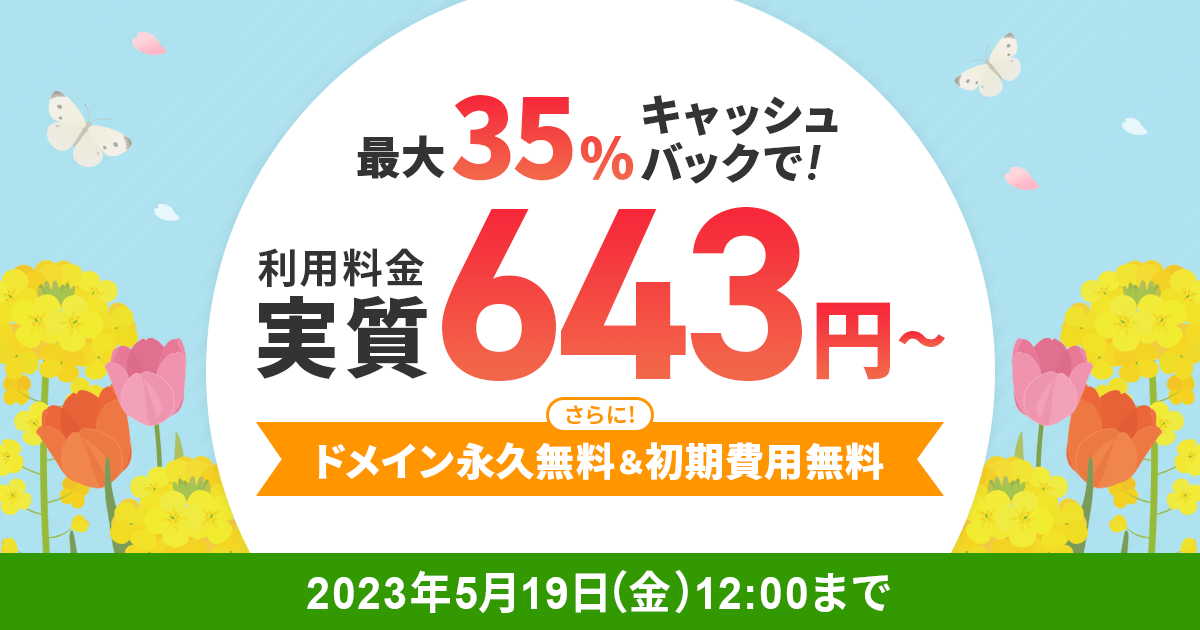 最大35%キャッシュ
バックで!
利用料金
実質643円～
さらに!
ドメイン永久無料&初期費用無料
2023年5月19日(金)12:00まで